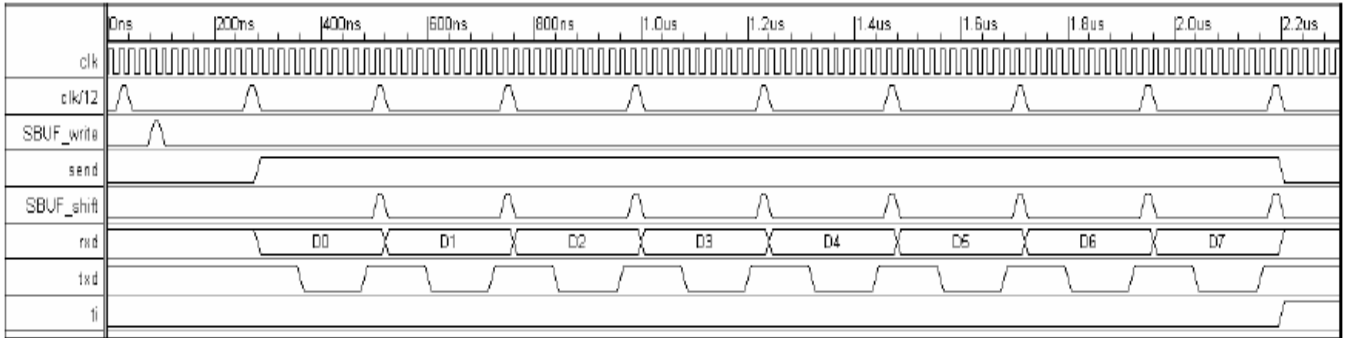 0ns 200ns 400ns 600ns 800ns 1.0us 1.2us 1.4us 1.6us 1.8us 2.0us 2.2us
clk
clk/12
SBUF_write
send
SBUF_shift
rxd D0 D1 D2 D3 D4 D5 D6 D7
txd
ti